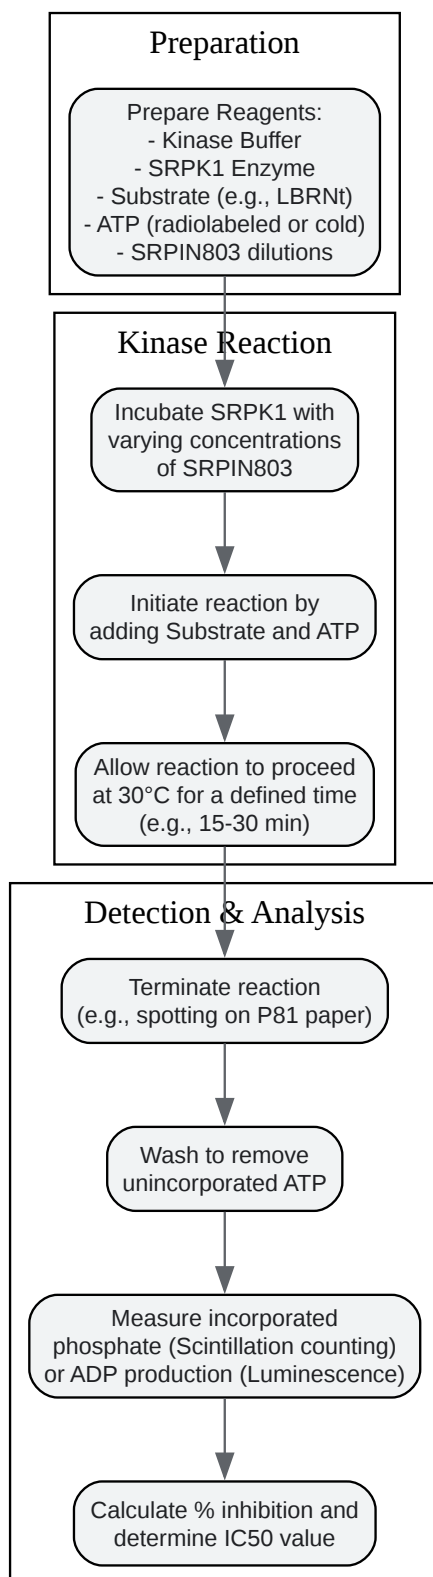 Preparation
Prepare Reagents:
- Kinase Buffer
- SRPK1 Enzyme
- Substrate (e.g., LBRNt)
- ATP (radiolabeled or cold)
- SRPIN803 dilutions
Kinase Reaction
Incubate SRPK1 with
varying concentrations
of SRPIN803
Initiate reaction by
adding Substrate and ATP
Allow reaction to proceed
at 30°C for a defined time
(e.g., 15-30 min)
Detection & Analysis
Terminate reaction
(e.g., spotting on P81 paper)
Wash to remove
unincorporated ATP
Measure incorporated
phosphate (Scintillation counting)
or ADP production (Luminescence)
Calculate % inhibition and
determine IC50 value